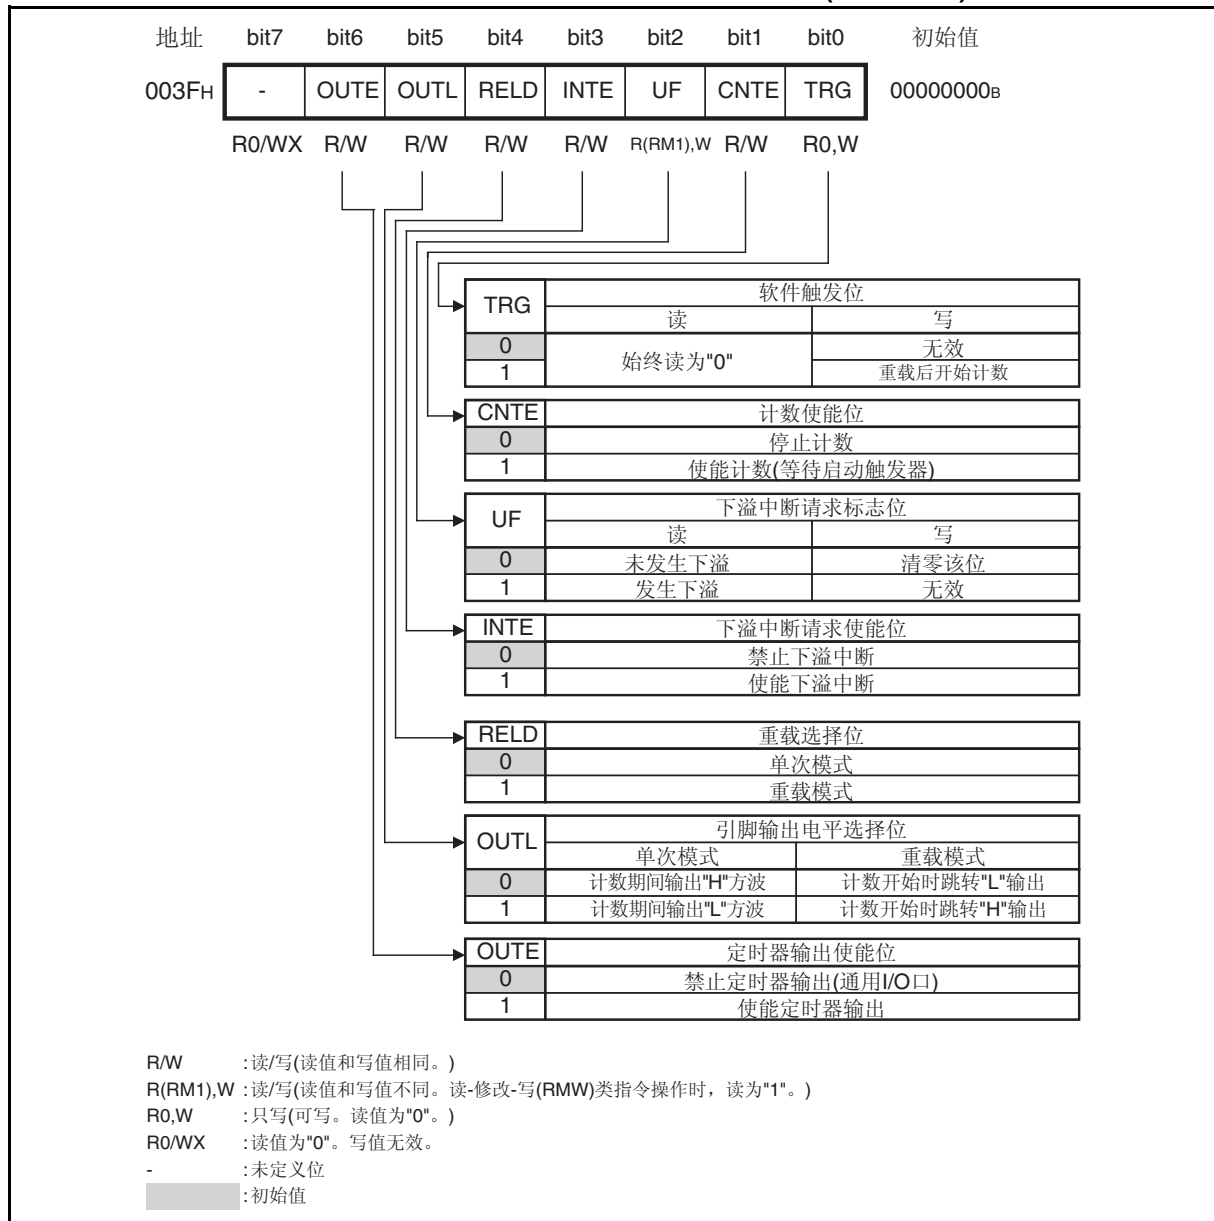 地址 bit7 bit6 bit5 bit4 bit3 bit2 bit1 bit0 初始值
003FH - OUTE OUTL RELD INTE UF CNTE TRG 00000000B
R0/WX R/W R/W R/W R/W R(RM1),W R/W R0,W
TRG 软件触发位
读 写
0 始终读为"0" 无效
1 重载后开始计数
CNTE 计数使能位
0 停止计数
1 使能计数(等待启动触发器)
UF 下溢中断请求标志位
读 写
0 未发生下溢 清零该位
1 发生下溢 无效
INTE 下溢中断请求使能位
0 禁止下溢中断
1 使能下溢中断
RELD 重载选择位
0 单次模式
1 重载模式
OUTL 引脚输出电平选择位
单次模式 重载模式
0 计数期间输出"H"方波 计数开始时跳转"L"输出
1 计数期间输出"L"方波 计数开始时跳转"H"输出
OUTE 定时器输出使能位
0 禁止定时器输出(通用I/O口)
1 使能定时器输出
R/W :读/写(读值和写值相同。)
R(RM1),W :读/写(读值和写值不同。读-修改-写(RMW)类指令操作时，读为"1"。)
R0,W :只写(可写。读值为"0"。)
R0/WX :读值为"0"。写值无效。
- :未定义位
:初始值